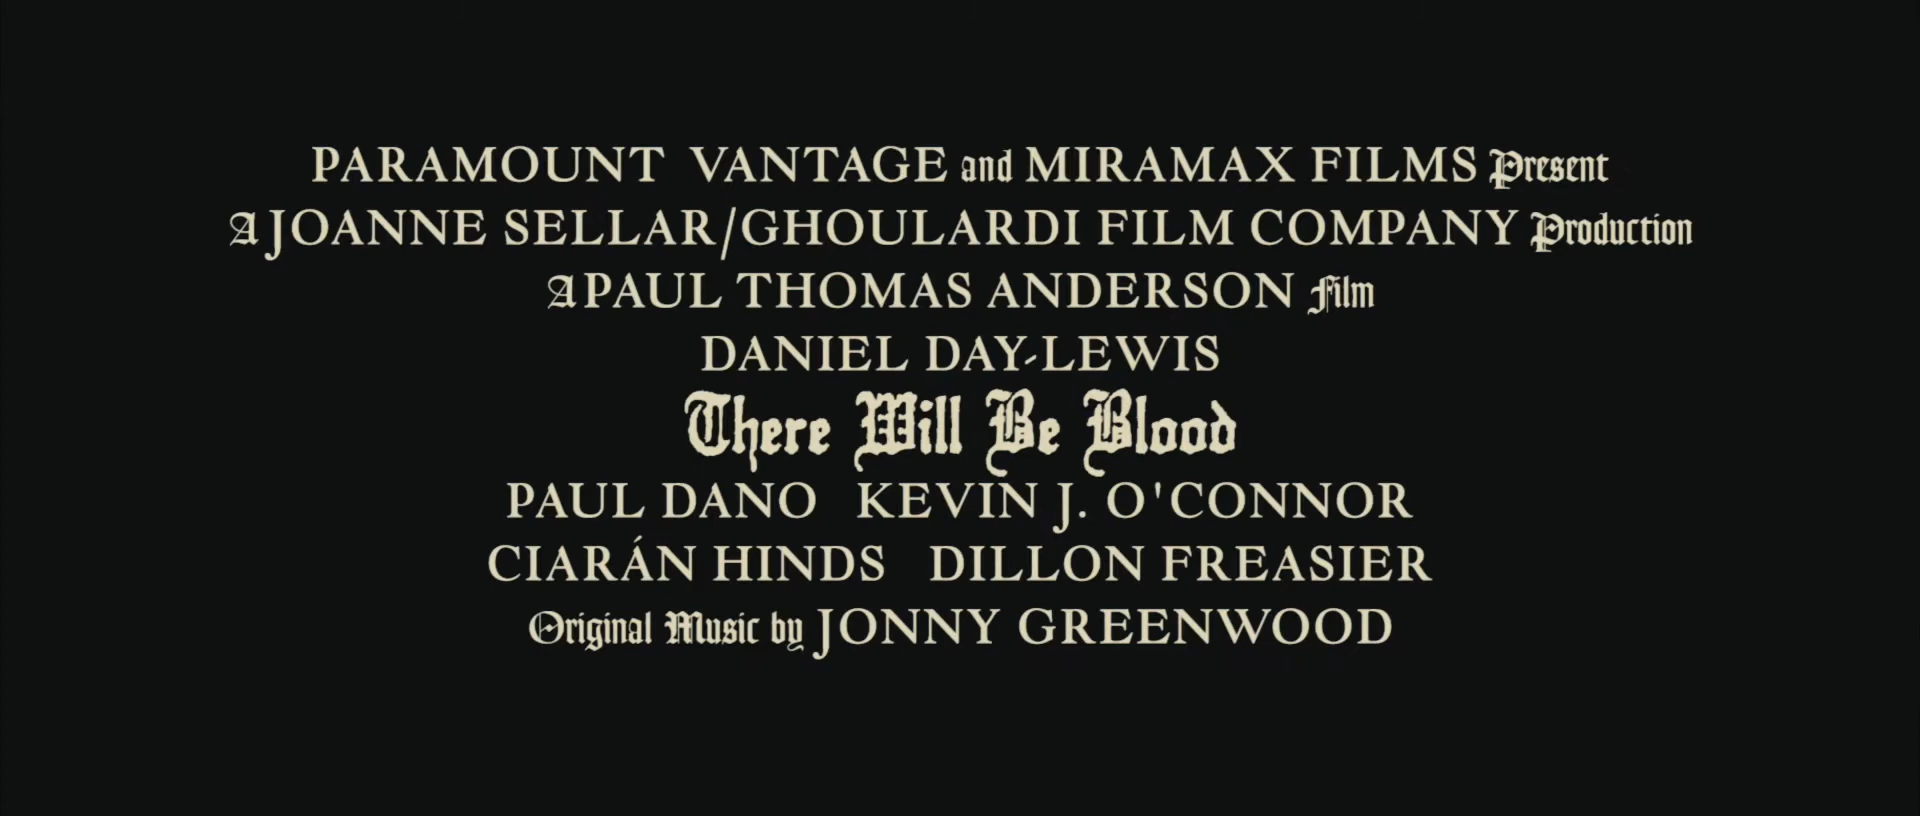 PARAMOUNT VANTAGE and MIRAMAX FILMS Present
A JOANNE SELLAR/GHOULARDI FILM COMPANY Production
A PAUL THOMAS ANDERSON Film
DANIEL DAY-LEWIS
There Will Be Blood
PAUL DANO KEVIN J. O'CONNOR
CIARÁN HINDS DILLON FREASIER
Original Music by JONNY GREENWOOD